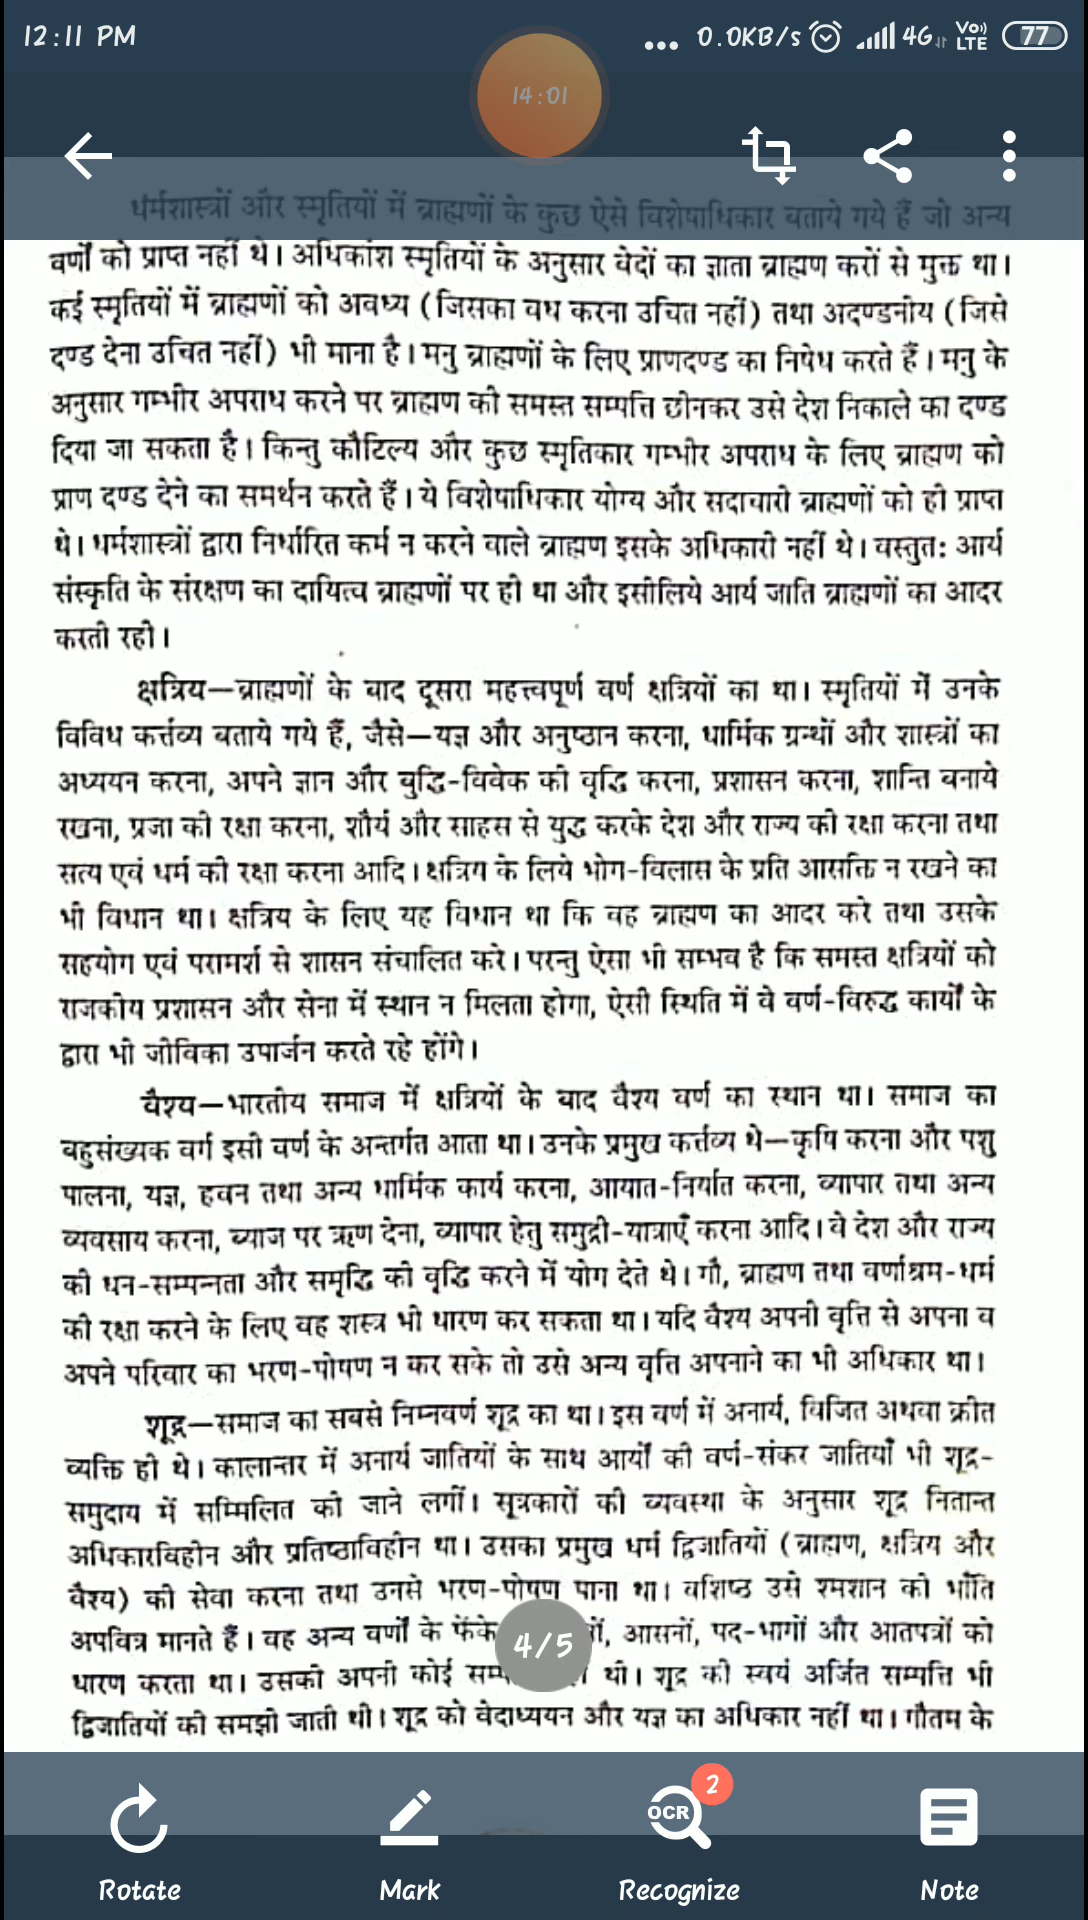 12:11 PM
... 0.0KB/s 4G VoLTE 77
14:01
धर्मशास्त्रों और स्मृतियों में ब्राह्मणों के कुछ ऐसे विशेषाधिकार बताये गये हैं जो अन्य
वर्णों को प्राप्त नहीं थे। अधिकांश स्मृतियों के अनुसार वेदों का ज्ञाता ब्राह्मण करों से मुक्त था।
कई स्मृतियों में ब्राह्मणों को अवध्य (जिसका वध करना उचित नहीं) तथा अदण्डनीय (जिसे
दण्ड देना उचित नहीं) भी माना है। मनु ब्राह्मणों के लिए प्राणदण्ड का निषेध करते हैं। मनु के
अनुसार गम्भीर अपराध करने पर ब्राह्मण की समस्त सम्पत्ति छीनकर उसे देश निकाले का दण्ड
दिया जा सकता है। किन्तु कौटिल्य और कुछ स्मृतिकार गम्भीर अपराध के लिए ब्राह्मण को
प्राण दण्ड देने का समर्थन करते हैं। ये विशेषाधिकार योग्य और सदाचारी ब्राह्मणों को ही प्राप्त
थे। धर्मशास्त्रों द्वारा निर्धारित कर्म न करने वाले ब्राह्मण इसके अधिकारी नहीं थे। वस्तुत: आर्य
संस्कृति के संरक्षण का दायित्व ब्राह्मणों पर ही था और इसीलिये आर्य जाति ब्राह्मणों का आदर
करती रही।
क्षत्रिय—ब्राह्मणों के बाद दूसरा महत्त्वपूर्ण वर्ण क्षत्रियों का था। स्मृतियों में उनके
विविध कर्त्तव्य बताये गये हैं, जैसे—यज्ञ और अनुष्ठान करना, धार्मिक ग्रन्थों और शास्त्रों का
अध्ययन करना, अपने ज्ञान और बुद्धि-विवेक की वृद्धि करना, प्रशासन करना, शान्ति बनाये
रखना, प्रजा की रक्षा करना, शौर्य और साहस से युद्ध करके देश और राज्य की रक्षा करना तथा
सत्य एवं धर्म की रक्षा करना आदि। क्षत्रिय के लिये भोग-विलास के प्रति आसक्ति न रखने का
भी विधान था। क्षत्रिय के लिए यह विधान था कि वह ब्राह्मण का आदर करे तथा उसके
सहयोग एवं परामर्श से शासन संचालित करे। परन्तु ऐसा भी सम्भव है कि समस्त क्षत्रियों को
राजकीय प्रशासन और सेना में स्थान न मिलता होगा, ऐसी स्थिति में वे वर्ण-विरुद्ध कार्यों के
द्वारा भी जीविका उपार्जन करते रहे होंगे।
वैश्य—भारतीय समाज में क्षत्रियों के बाद वैश्य वर्ण का स्थान था। समाज का
बहुसंख्यक वर्ग इसी वर्ण के अन्तर्गत आता था। उनके प्रमुख कर्त्तव्य थे—कृषि करना और पशु
पालना, यज्ञ, हवन तथा अन्य धार्मिक कार्य करना, आयात-निर्यात करना, व्यापार तथा अन्य
व्यवसाय करना, ब्याज पर ऋण देना, व्यापार हेतु समुद्री-यात्राएँ करना आदि। वे देश और राज्य
की धन-सम्पन्नता और समृद्धि की वृद्धि करने में योग देते थे। गौ, ब्राह्मण तथा वर्णाश्रम-धर्म
की रक्षा करने के लिए वह शस्त्र भी धारण कर सकता था। यदि वैश्य अपनी वृत्ति से अपना व
अपने परिवार का भरण-पोषण न कर सके तो उसे अन्य वृत्ति अपनाने का भी अधिकार था।
शूद्र—समाज का सबसे निम्नवर्ण शूद्र का था। इस वर्ण में अनार्य, विजित अथवा क्रीत
व्यक्ति ही थे। कालान्तर में अनार्य जातियों के साथ आर्यों की वर्ण-संकर जातियाँ भी शूद्र-
समुदाय में सम्मिलित की जाने लगीं। सूत्रकारों की व्यवस्था के अनुसार शूद्र नितान्त
अधिकारविहीन और प्रतिष्ठाविहीन था। उसका प्रमुख धर्म द्विजातियों (ब्राह्मण, क्षत्रिय और
वैश्य) की सेवा करना तथा उनसे भरण-पोषण पाना था। वशिष्ठ उसे श्मशान की भाँति
अपवित्र मानते हैं। वह अन्य वर्णों के फेंके आसनों, पद-भागों और आतपत्रों को
धारण करता था। उसकी अपनी कोई थी। शूद्र की स्वयं अर्जित सम्पत्ति भी
द्विजातियों की समझी जाती थी। शूद्र को वेदाध्ययन और यज्ञ का अधिकार नहीं था। गौतम के
4/5
2
OCR
Rotate Mark Recognize Note